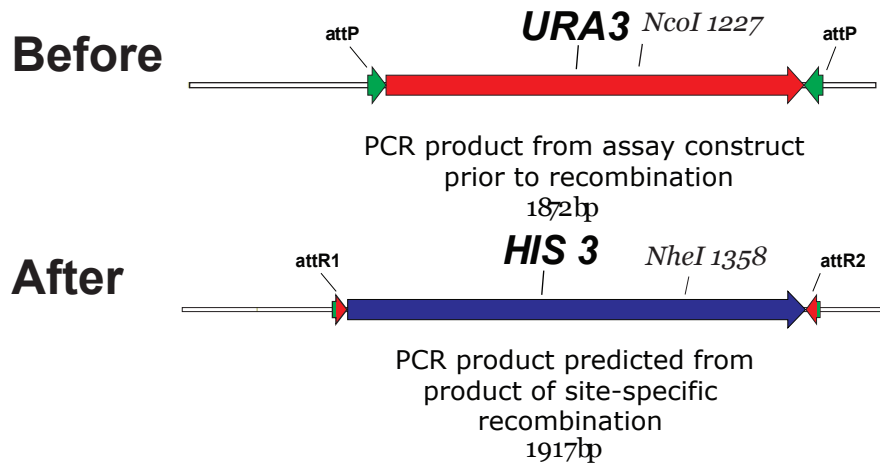 Before
attP
URA3
NcoI 1227
attP
PCR product from assay construct
prior to recombination
1872bp
After
attR1
HIS 3
NheI 1358
attR2
PCR product predicted from
product of site-specific
recombination
1917bp